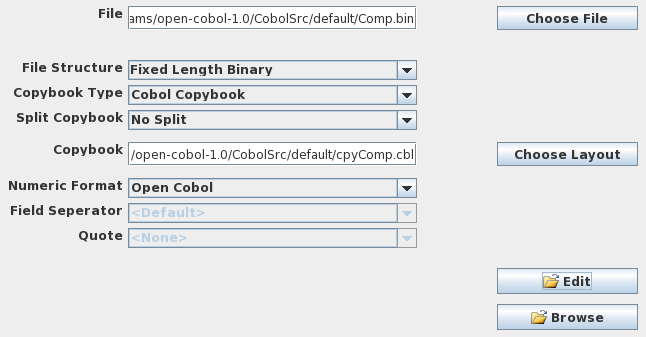 File ams/open-cobol-1.0/CobolSrc/default/Comp.bin Choose File
File Structure Fixed Length Binary
Copybook Type Cobol Copybook
Split Copybook No Split
Copybook /open-cobol-1.0/CobolSrc/default/cpyComp.cbl Choose Layout
Numeric Format Open Cobol
Field Seperator <Default>
Quote <None>
Edit
Browse